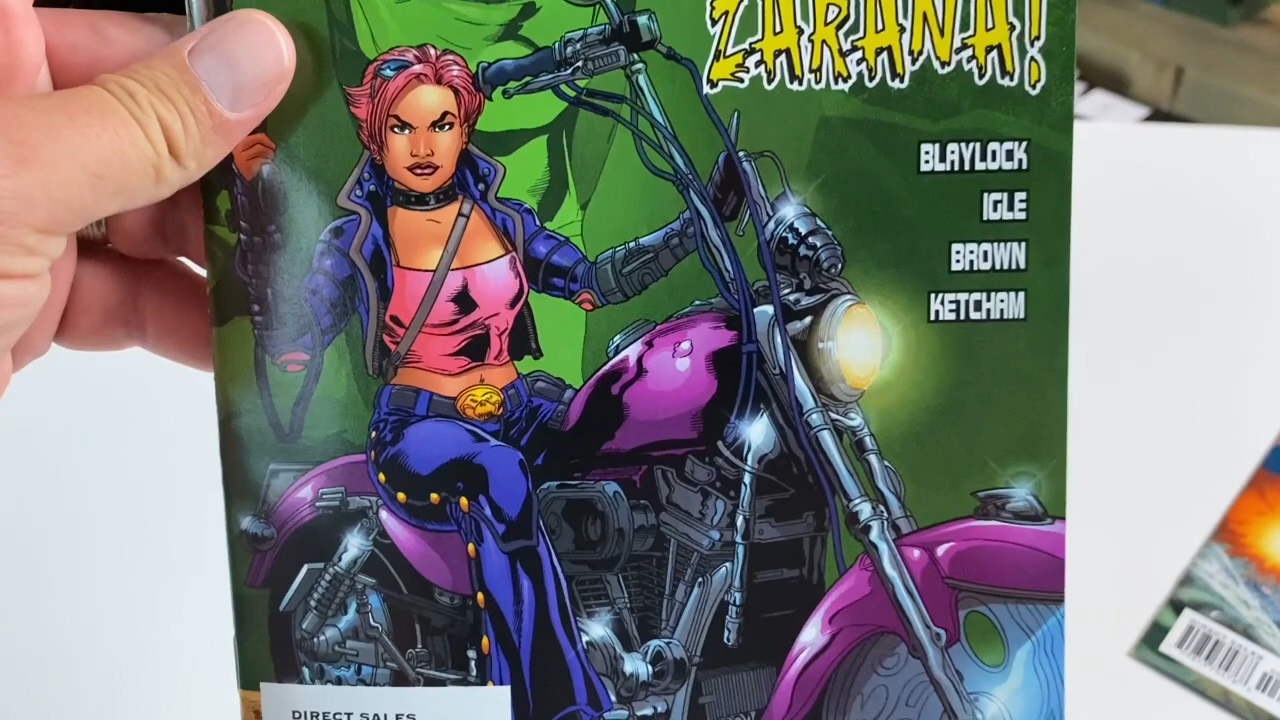 ZARANA!
BLAYLOCK
IGLE
BROWN
KETCHAM
DIRECT SALES